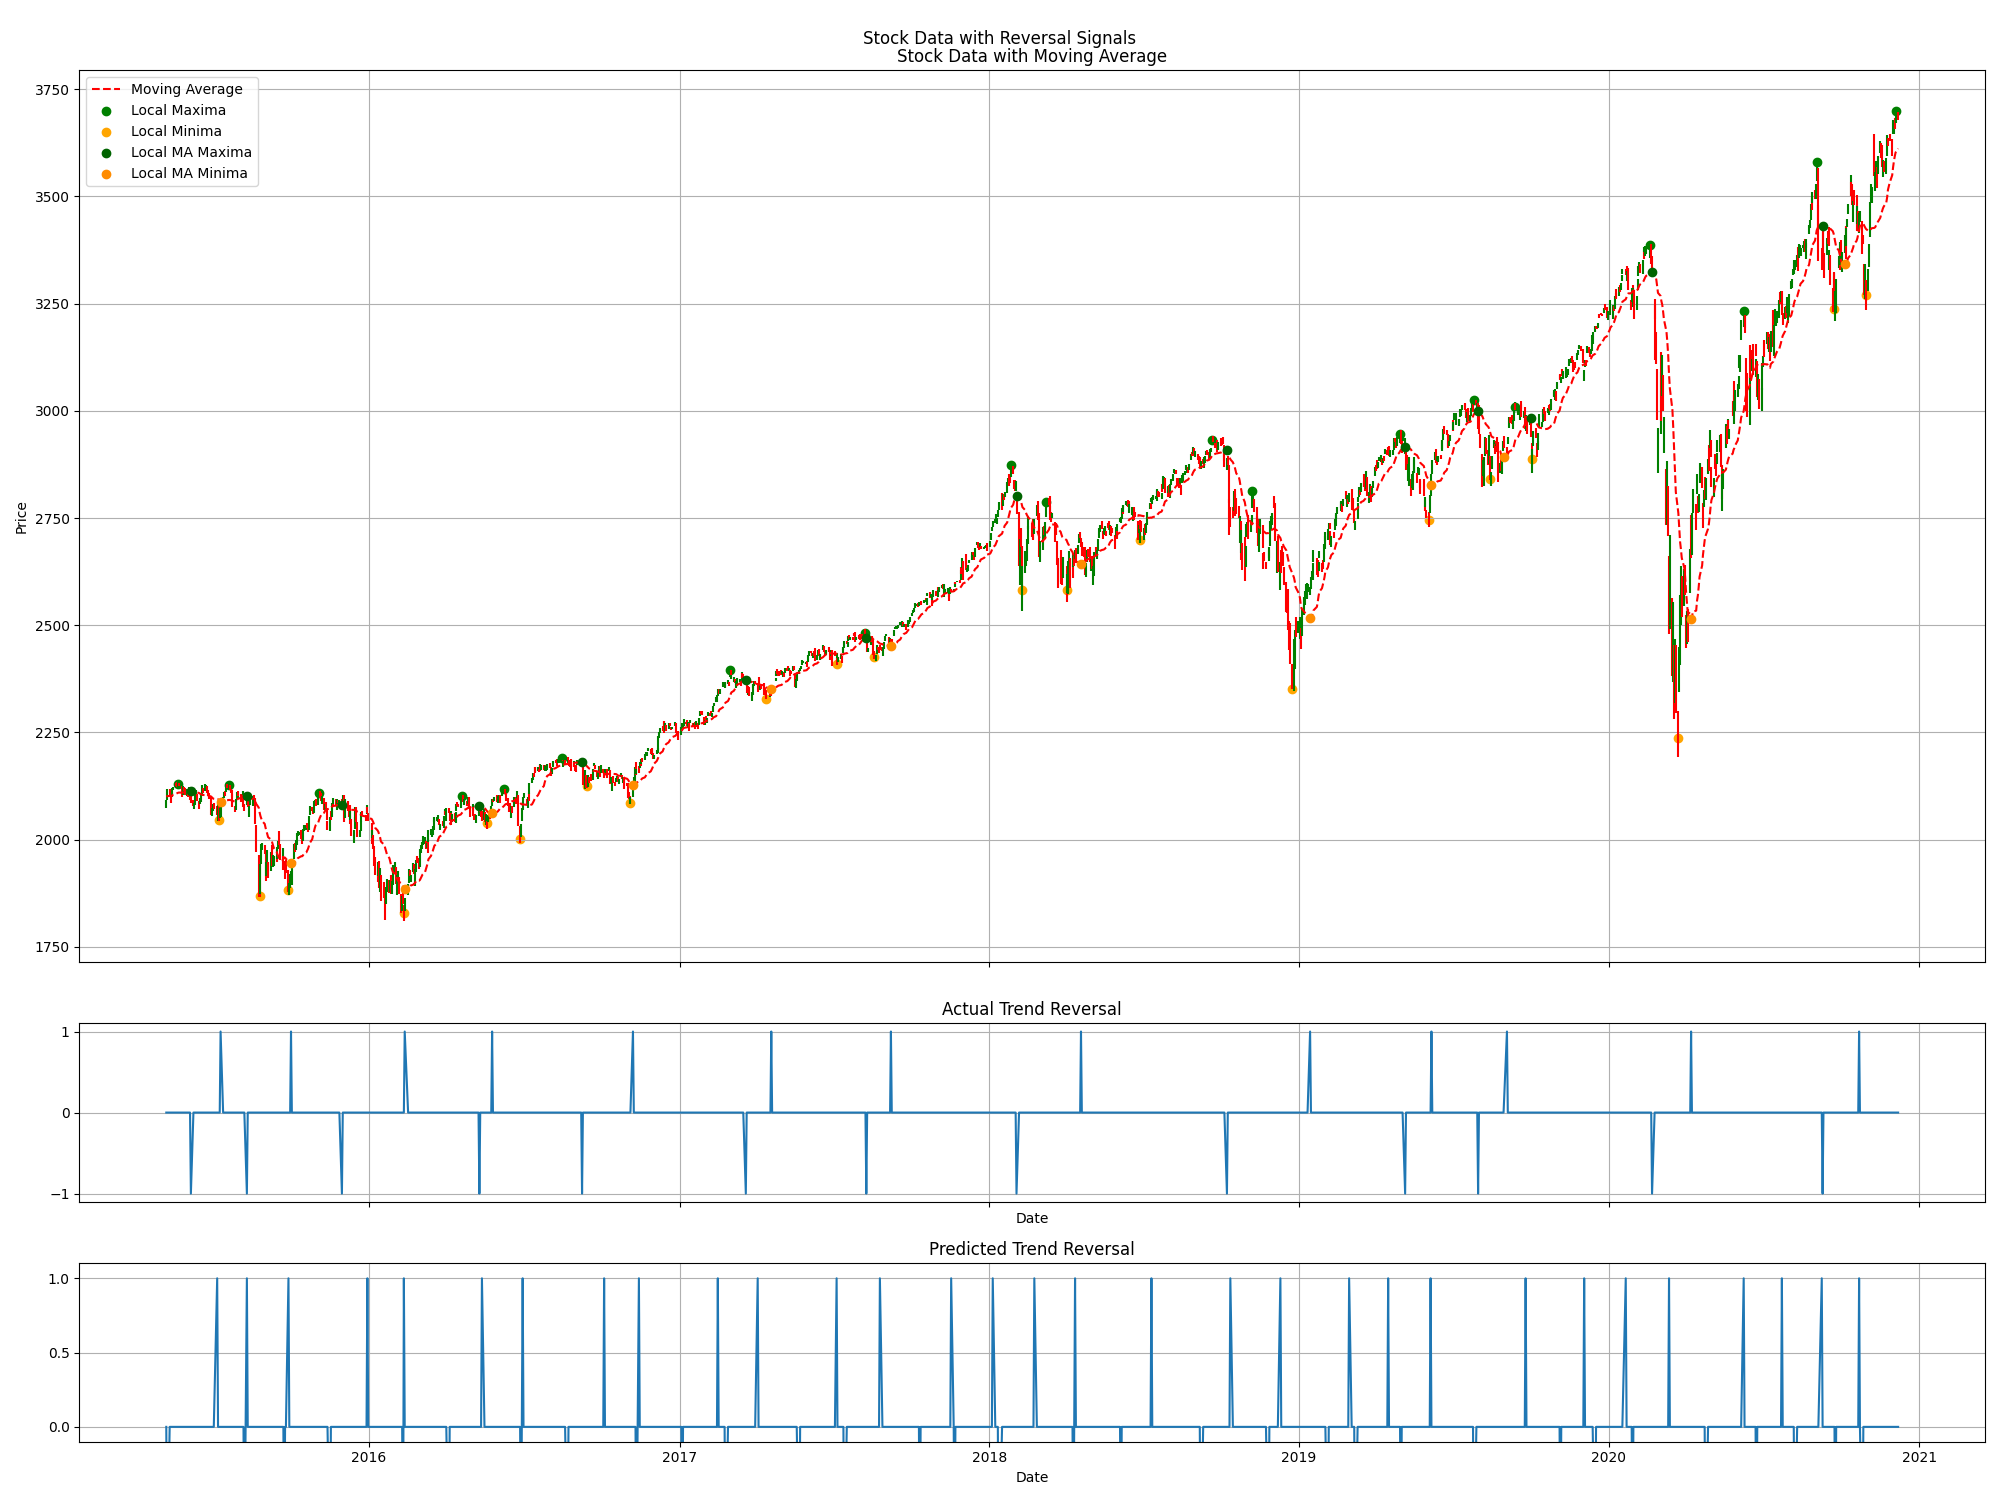 Stock Data with Reversal Signals
Stock Data with Moving Average
Moving Average
Local Maxima
Local Minima
Local MA Maxima
Local MA Minima
3750
3500
3250
3000
2750
2500
2250
2000
1750
Price
Actual Trend Reversal
1
0
−1
Date
Predicted Trend Reversal
1.0
0.5
0.0
2016
2017
2018
2019
2020
2021
Date